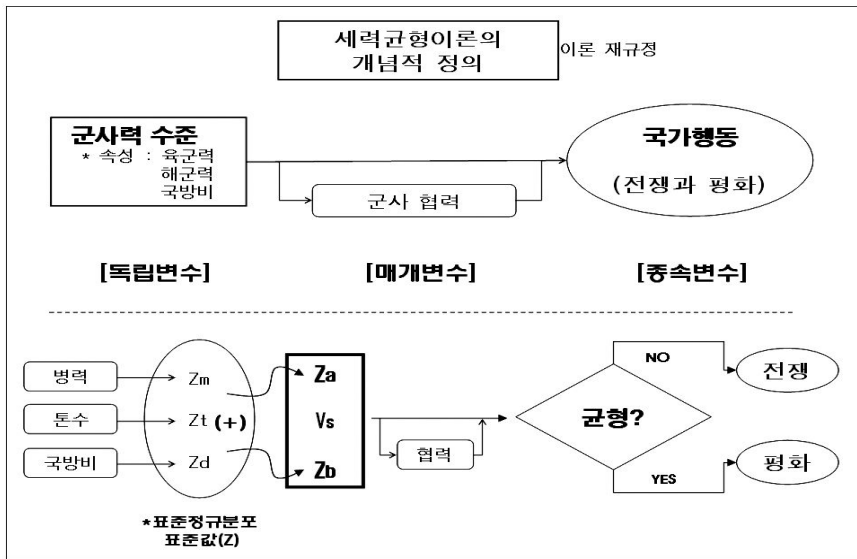 세력균형이론의
개념적 정의
이론 재규정
군사력 수준
* 속성 : 육군력
해군력
국방비
군사 협력
국가행동
(전쟁과 평화)
[독립변수]
[매개변수]
[종속변수]
병력
톤수
국방비
Zm
Zt (+)
Zd
*표준정규분포
표준값(Z)
Za
Vs
Zb
협력
균형?
NO
전쟁
YES
평화